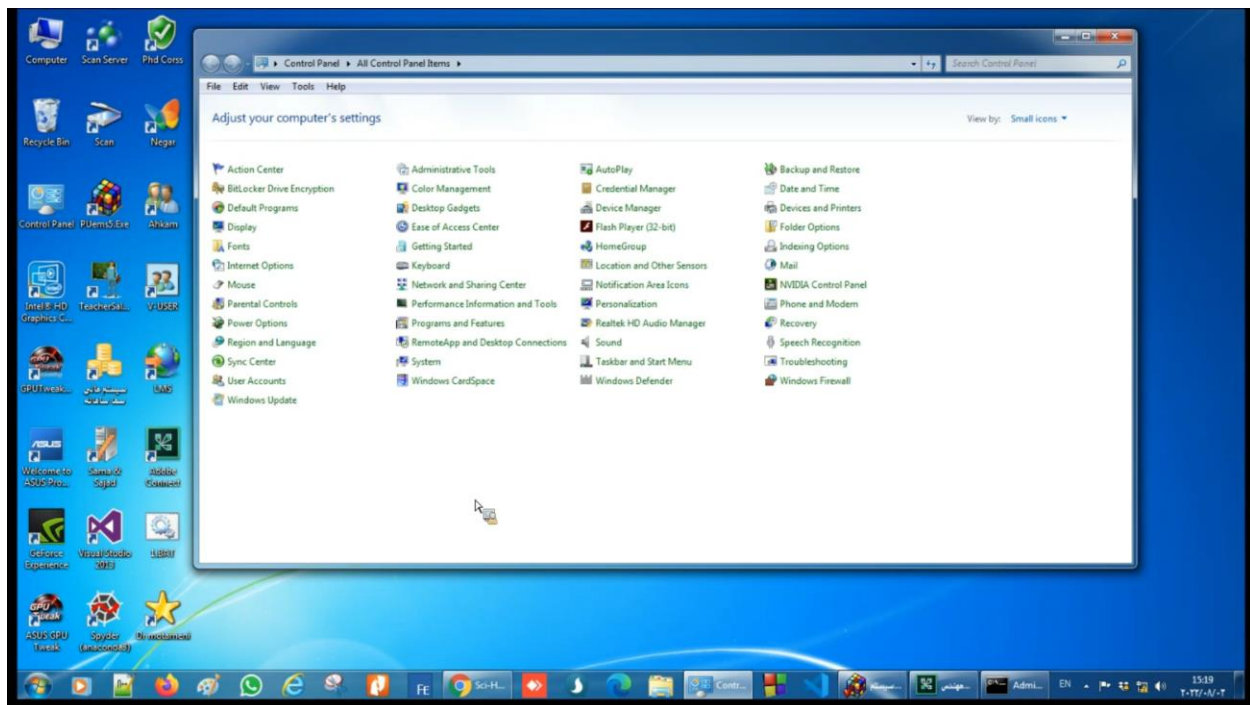 Computer
Scan Server
Phd Corss
Recycle Bin
Scan
Negar
Control Panel
PUems5.Exe
Ahkam
Intel® HD Graphics C...
TeacherSat...
V-USER
GPUTweak...
LMS
Welcome to ASUS Pro...
Sama & Sajad
Adobe Connect
GeForce Experience
Visual Studio 2013
ASUS GPU Tweak
Spyder (anaconda3)
Control Panel
All Control Panel Items
Search Control Panel
File Edit View Tools Help
Adjust your computer's settings
View by: Small icons
Action Center
Administrative Tools
AutoPlay
Backup and Restore
BitLocker Drive Encryption
Color Management
Credential Manager
Date and Time
Default Programs
Desktop Gadgets
Device Manager
Devices and Printers
Display
Ease of Access Center
Flash Player (32-bit)
Folder Options
Fonts
Getting Started
HomeGroup
Indexing Options
Internet Options
Keyboard
Location and Other Sensors
Mail
Mouse
Network and Sharing Center
Notification Area Icons
NVIDIA Control Panel
Parental Controls
Performance Information and Tools
Personalization
Phone and Modem
Power Options
Programs and Features
Realtek HD Audio Manager
Recovery
Region and Language
RemoteApp and Desktop Connections
Sound
Speech Recognition
Sync Center
System
Taskbar and Start Menu
Troubleshooting
User Accounts
Windows CardSpace
Windows Defender
Windows Firewall
Windows Update
FE
Sci-H...
Contr...
سیستم...
مهندس...
Admi...
EN
15:19
٢٠٢٢/٠٨/٠٢